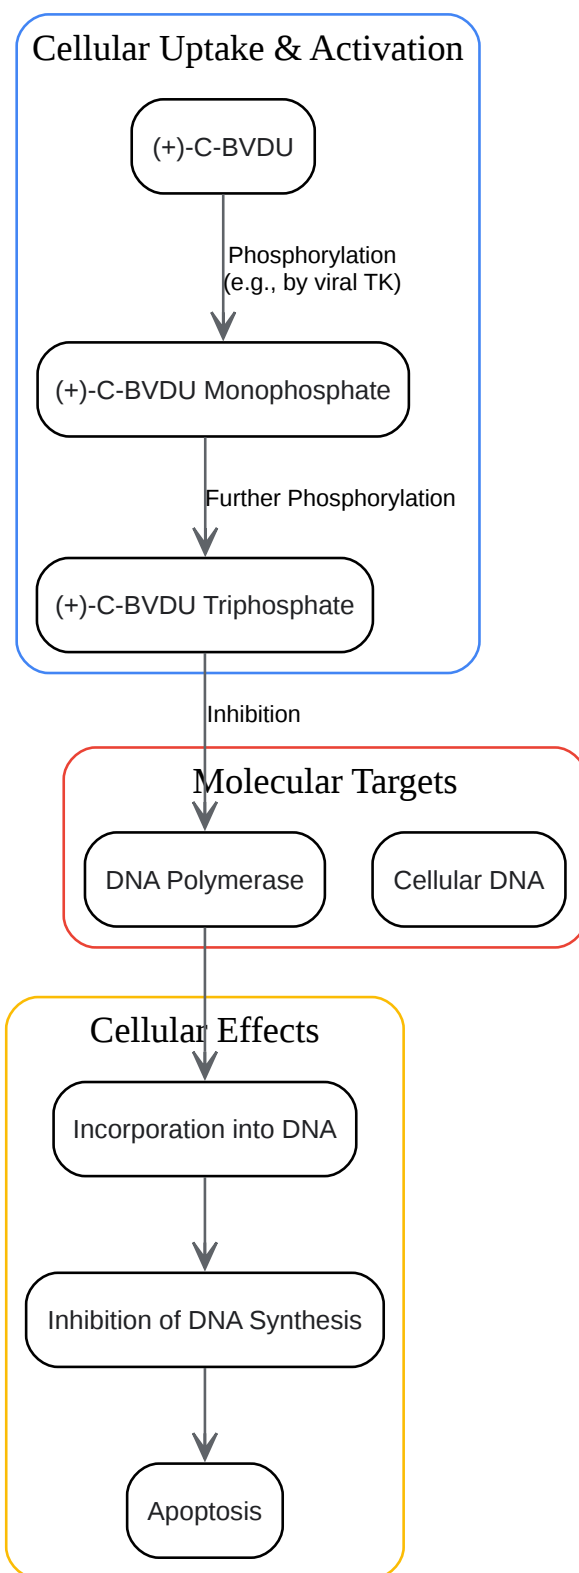 Cellular Uptake & Activation
(+)-C-BVDU
Phosphorylation
(e.g., by viral TK)
(+)-C-BVDU Monophosphate
Further Phosphorylation
(+)-C-BVDU Triphosphate
Inhibition
Molecular Targets
DNA Polymerase
Cellular DNA
Cellular Effects
Incorporation into DNA
Inhibition of DNA Synthesis
Apoptosis